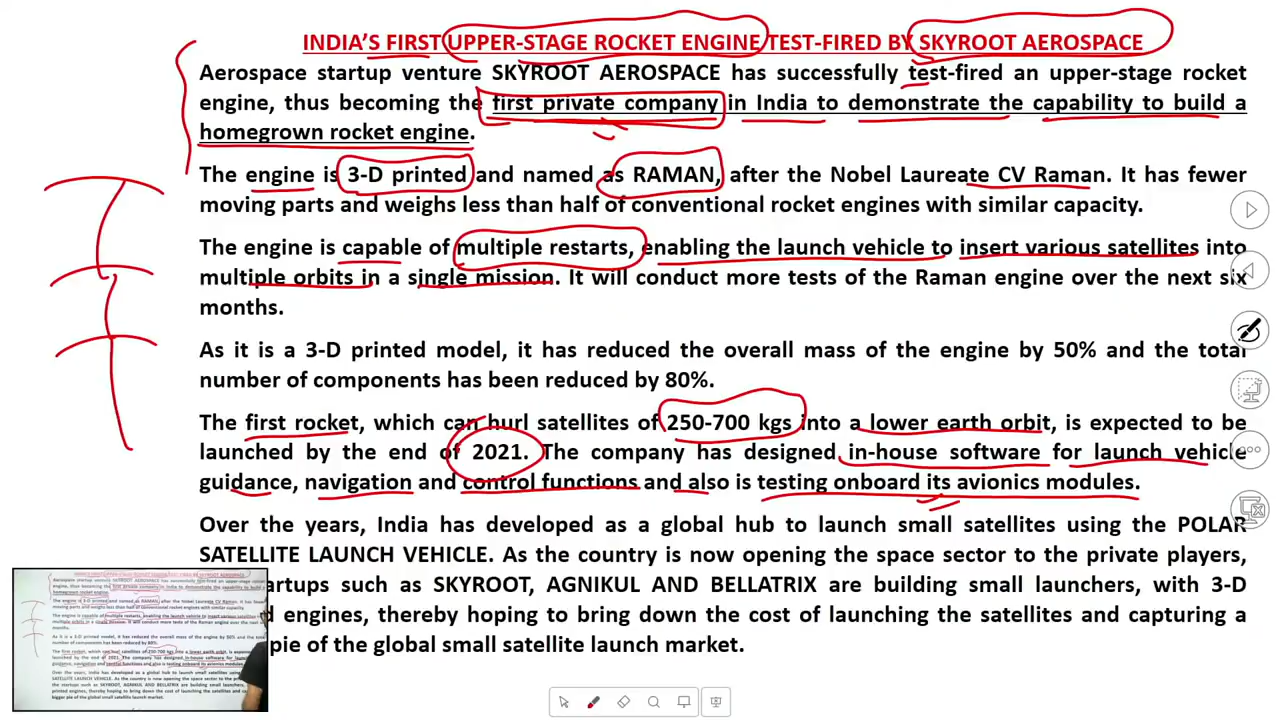 INDIA'S FIRST UPPER-STAGE ROCKET ENGINE TEST-FIRED BY SKYROOT AEROSPACE
Aerospace startup venture SKYROOT AEROSPACE has successfully test-fired an upper-stage rocket
engine, thus becoming the first private company in India to demonstrate the capability to build a
homegrown rocket engine.
The engine is 3-D printed and named as RAMAN, after the Nobel Laureate CV Raman. It has fewer
moving parts and weighs less than half of conventional rocket engines with similar capacity.
The engine is capable of multiple restarts, enabling the launch vehicle to insert various satellites into
multiple orbits in a single mission. It will conduct more tests of the Raman engine over the next six
months.
As it is a 3-D printed model, it has reduced the overall mass of the engine by 50% and the total
number of components has been reduced by 80%.
The first rocket, which can hurl satellites of 250-700 kgs into a lower earth orbit, is expected to be
launched by the end of 2021. The company has designed in-house software for launch vehicle
guidance, navigation and control functions and also is testing onboard its avionics modules.
Over the years, India has developed as a global hub to launch small satellites using the POLAR
SATELLITE LAUNCH VEHICLE. As the country is now opening the space sector to the private players,
startups such as SKYROOT, AGNIKUL AND BELLATRIX are building small launchers, with 3-D
engines, thereby hoping to bring down the cost of launching the satellites and capturing a
pie of the global small satellite launch market.